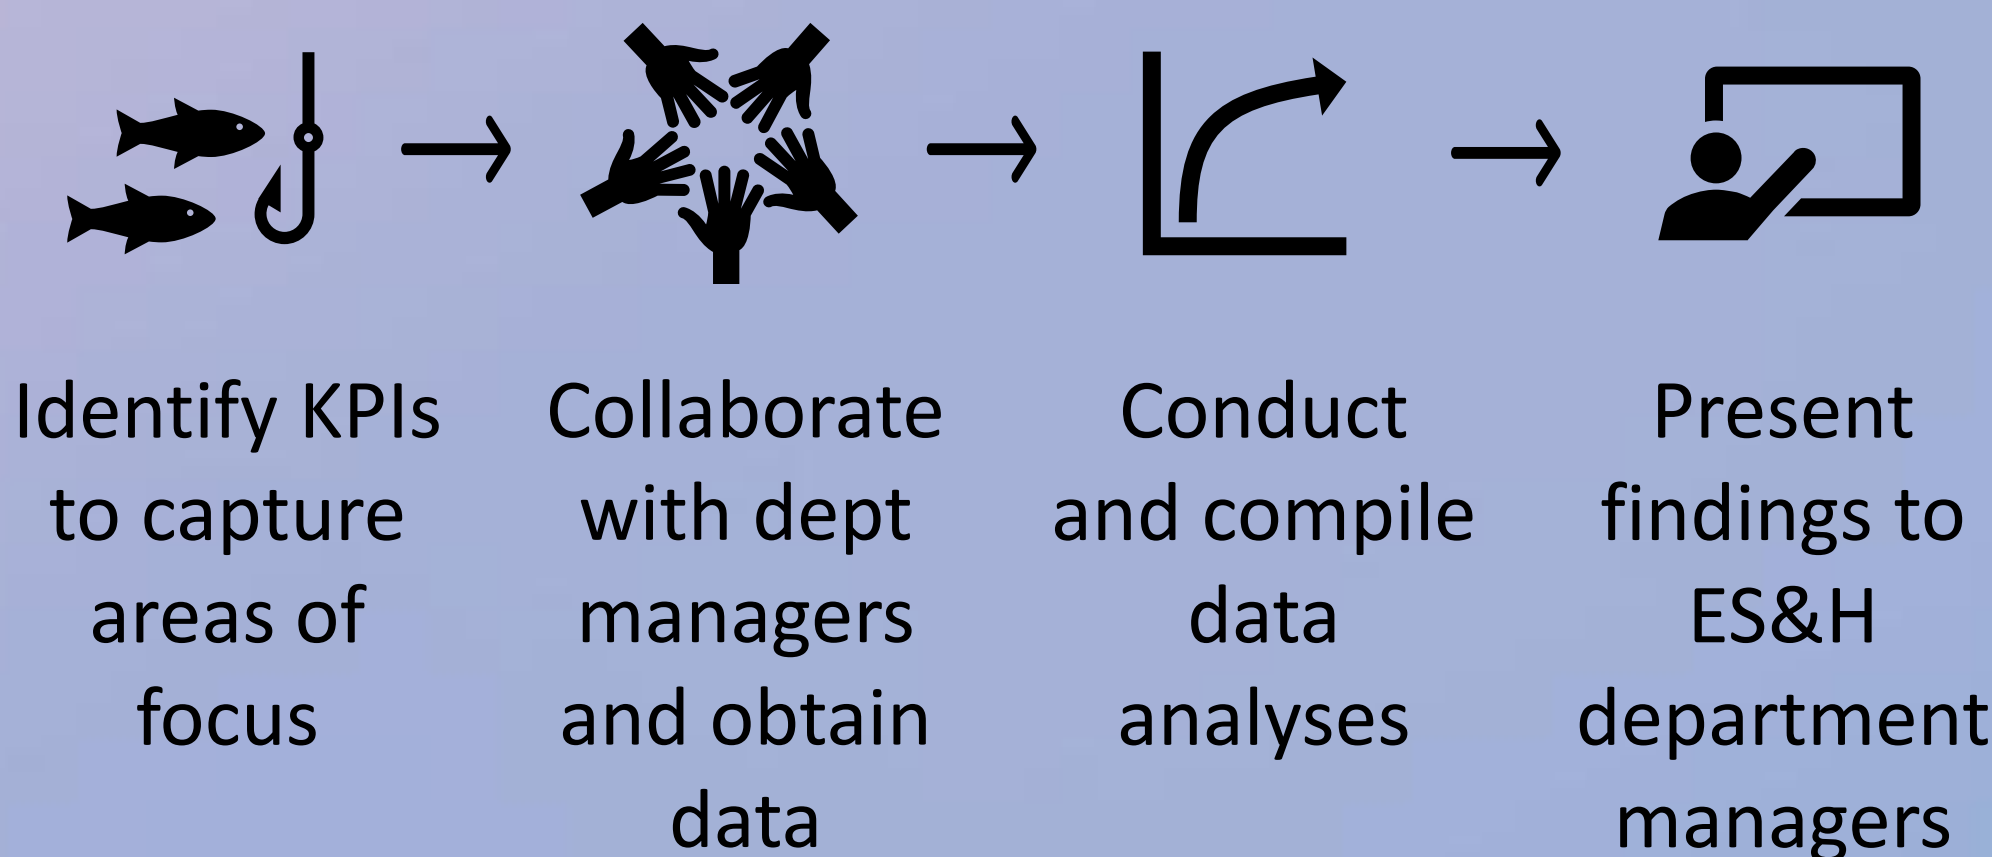 Identify KPIs
to capture
areas of
focus
Collaborate
with dept
managers
and obtain
data
Conduct
and compile
data
analyses
Present
findings to
ES&H
department
managers